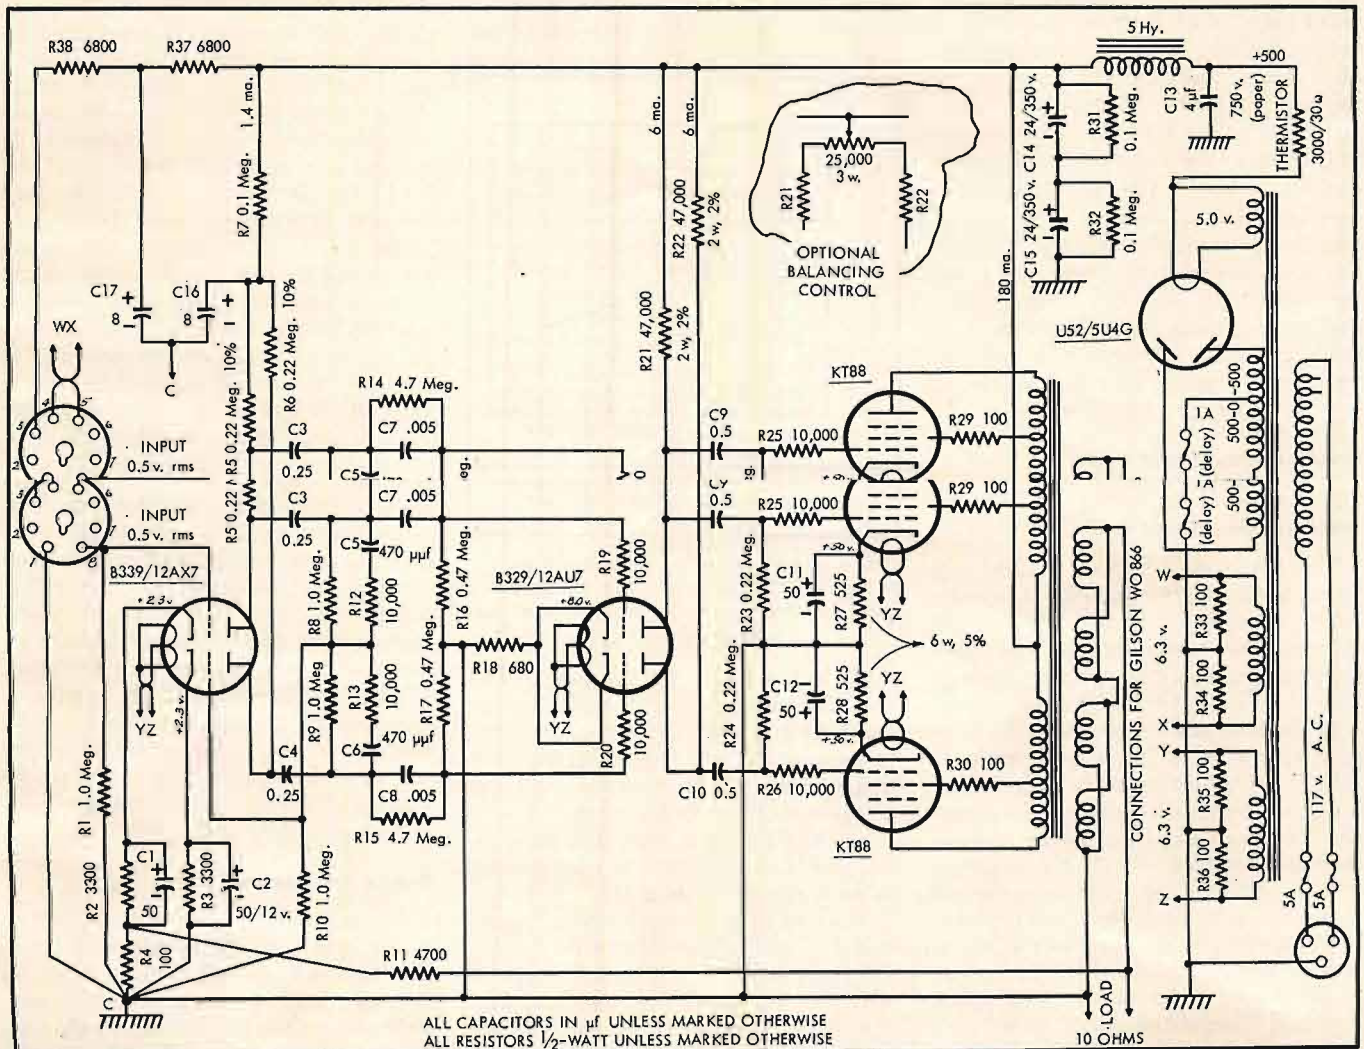 R38 6800
R37 6800
5 Hy.
+500
1.4 ma.
6 ma.
6 ma.
R7 0.1 Meg.
R22 47,000
2 w, 2%
25,000
3 w,
R21
R22
OPTIONAL
BALANCING
CONTROL
C14 24/350 v.
R31
0.1 Meg.
C13
4 µf
750 v.
(paper)
THERMISTOR
3000/30Ω
C15 24/350 v.
R32
0.1 Meg.
5.0 v.
180 ma.
C17
8
C16
8
C
WX
R6 0.22 Meg. 10%
R21 47,000
2 w, 2%
U52/5U4G
KT88
R14 4.7 Meg.
R5 0.22 Meg. 10%
C3
0.25
C7 .005
C5
INPUT
0.5 v. rms
C9
0.5
R25 10,000
R29 100
500-0-500
1A
(delay)
R5 0.22
C3
0.25
C7 .005
C5
470 µµf
INPUT
0.5 v. rms
0.5
R25 10,000
R29 100
500-
(delay)
B339/12AX7
+2.3 v
R8 1.0 Meg.
R12
10,000
R16 0.47 Meg.
B329/12AU7
+8.0 v.
R19
10,000
R23 0.22 Meg.
C11
50
+50 v.
R27 525
YZ
6 w, 5%
W
R33 100
6.3 v.
R34 100
X
YZ
+2.3 v.
R9 1.0 Meg
R13
10,000
C6
470 µµf
R17 0.47 Meg.
R18 680
YZ
R20
10,000
R24 0.22 Meg.
C12
50
R28 525
+50 v.
YZ
C4
0.25
C8 .005
R15 4.7 Meg.
C10 0.5
R26 10,000
R30 100
KT88
CONNECTIONS FOR GILSON WO 866
Y
R35 100
6.3 v.
R36 100
Z
117 v. A. C.
5A
5A
R1 1.0 Meg.
R2 3300
C1
50
R3 3300
C2
50/12 v.
R10 1.0 Meg.
R4
100
R11 4700
C
LOAD
10 OHMS
ALL CAPACITORS IN µf UNLESS MARKED OTHERWISE
ALL RESISTORS 1/2-WATT UNLESS MARKED OTHERWISE